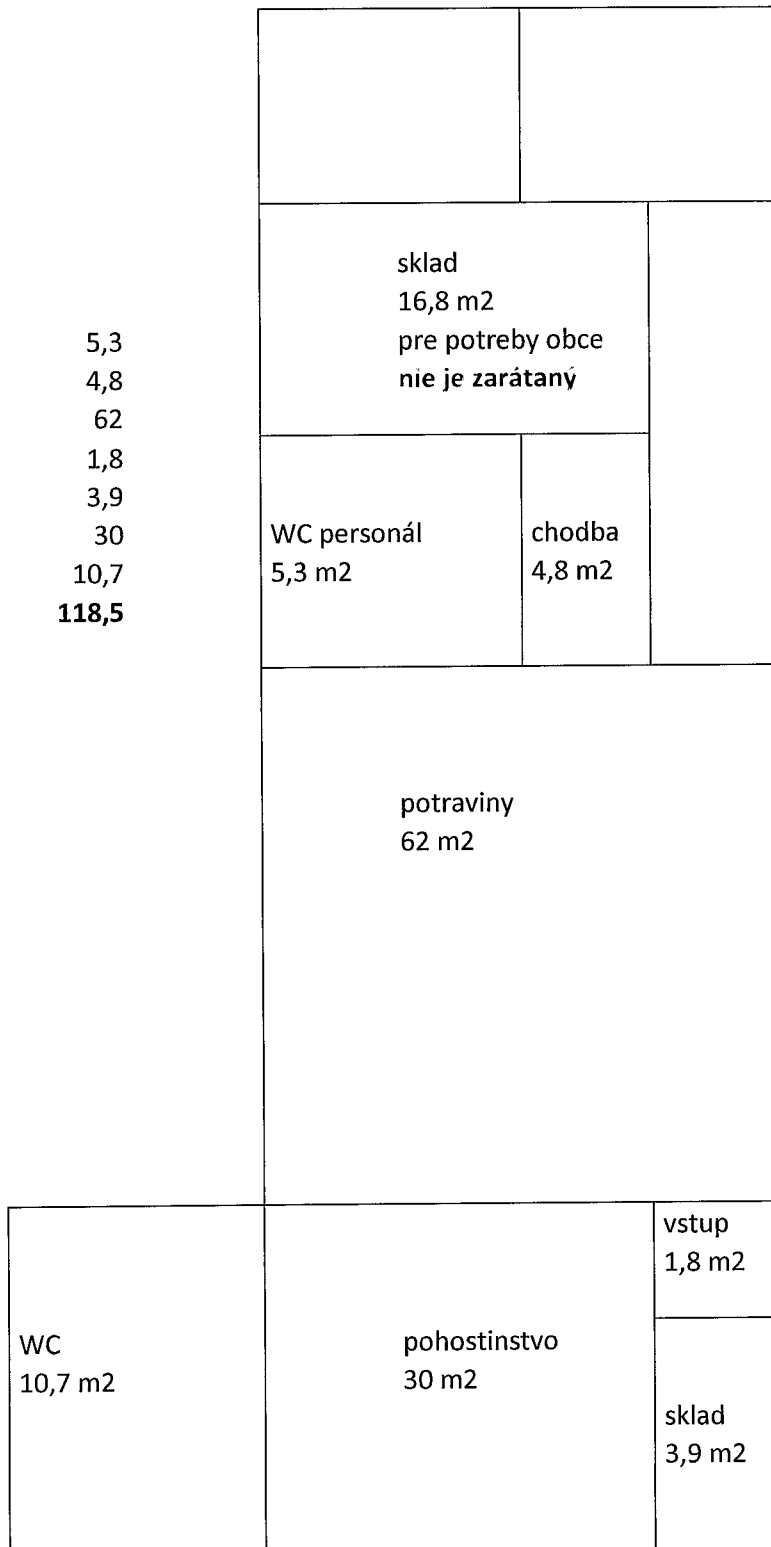 sklad
16,8 m2
pre potreby obce
nie je zarátaný
5,3
4,8
62
1,8
3,9
30
10,7
118,5
WC personál
5,3 m2
chodba
4,8 m2
potraviny
62 m2
vstup
1,8 m2
WC
10,7 m2
pohostinstvo
30 m2
sklad
3,9 m2